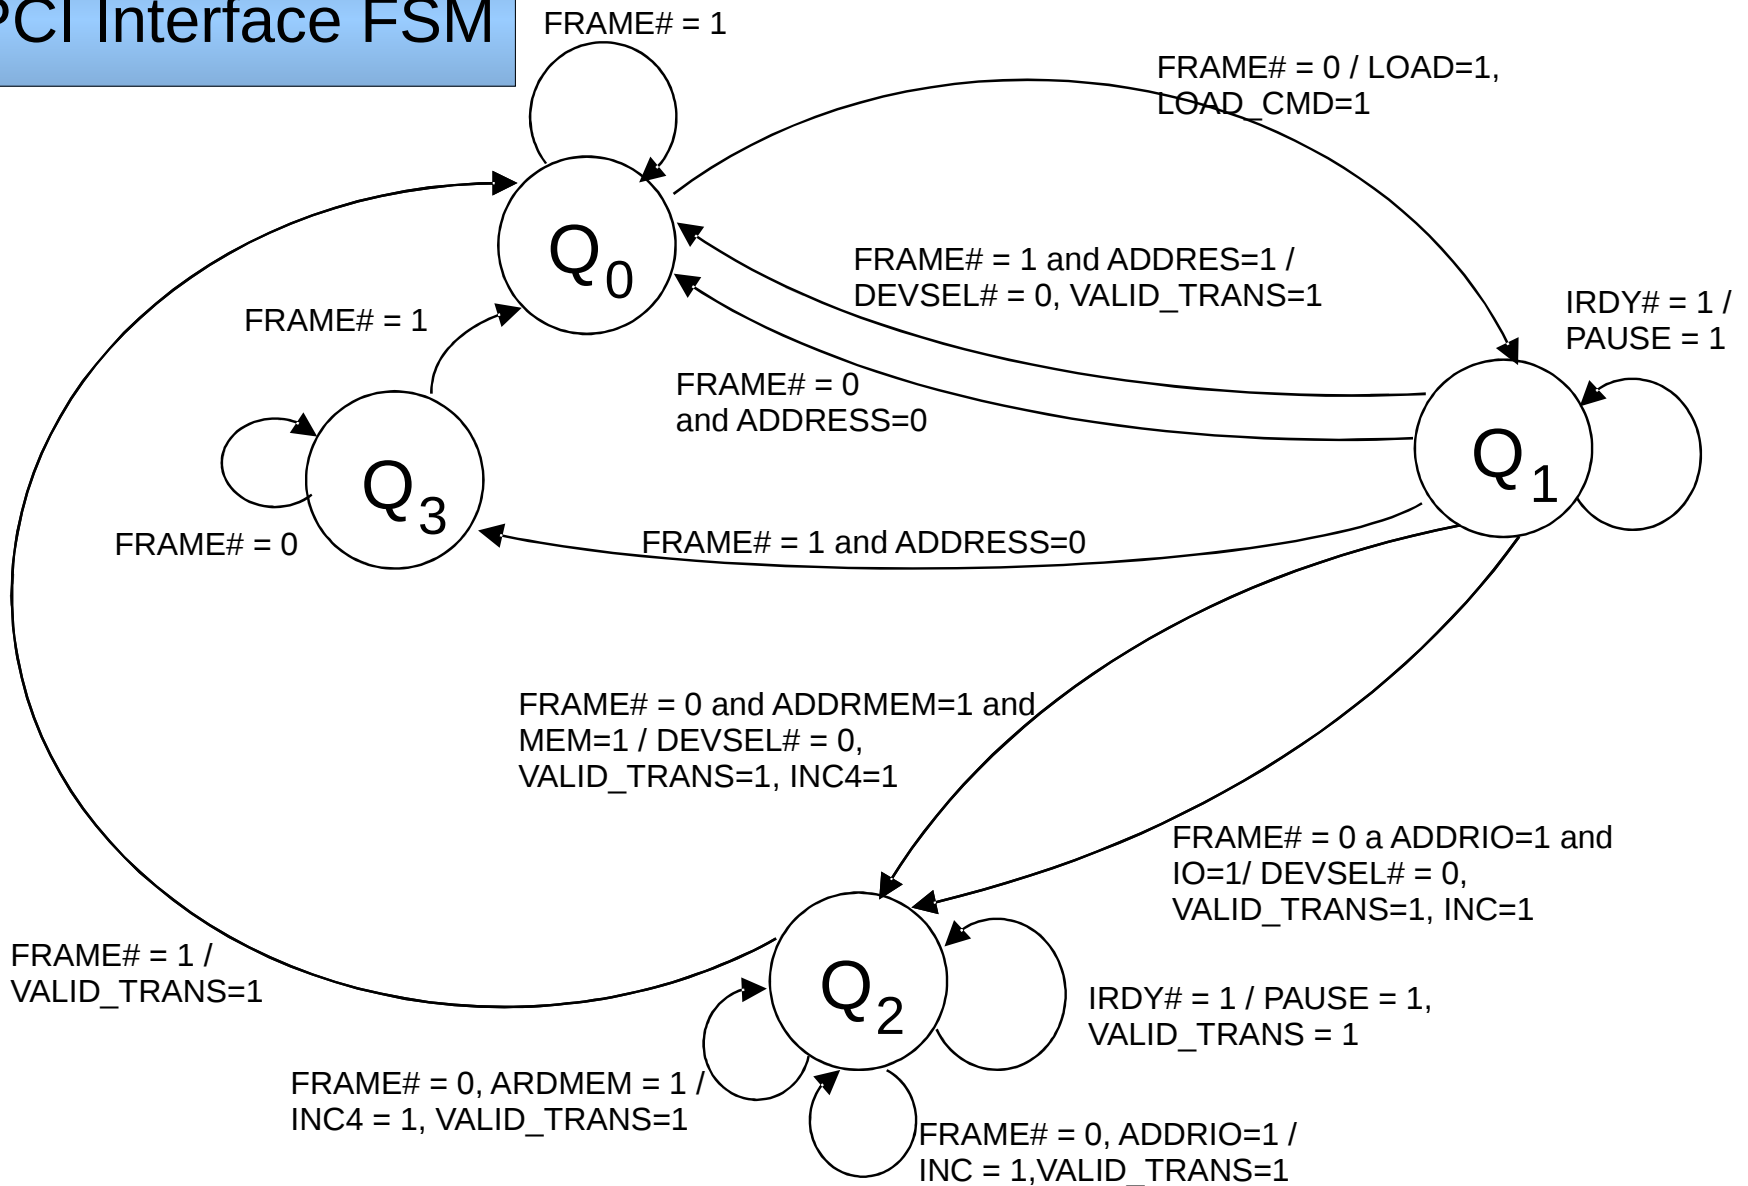 PCI Interface FSM
FRAME# = 1
FRAME# = 0 / LOAD=1,
LOAD_CMD=1
FRAME# = 1 and ADDRES=1 /
DEVSEL# = 0, VALID_TRANS=1
IRDY# = 1 /
PAUSE = 1
Q0
FRAME# = 1
FRAME# = 0
and ADDRESS=0
Q1
Q3
FRAME# = 0
FRAME# = 1 and ADDRESS=0
FRAME# = 0 and ADDRMEM=1 and
MEM=1 / DEVSEL# = 0,
VALID_TRANS=1, INC4=1
FRAME# = 0 a ADDRIO=1 and
IO=1/ DEVSEL# = 0,
VALID_TRANS=1, INC=1
FRAME# = 1 /
VALID_TRANS=1
Q2
IRDY# = 1 / PAUSE = 1,
VALID_TRANS = 1
FRAME# = 0, ARDMEM = 1 /
INC4 = 1, VALID_TRANS=1
FRAME# = 0, ADDRIO=1 /
INC = 1,VALID_TRANS=1